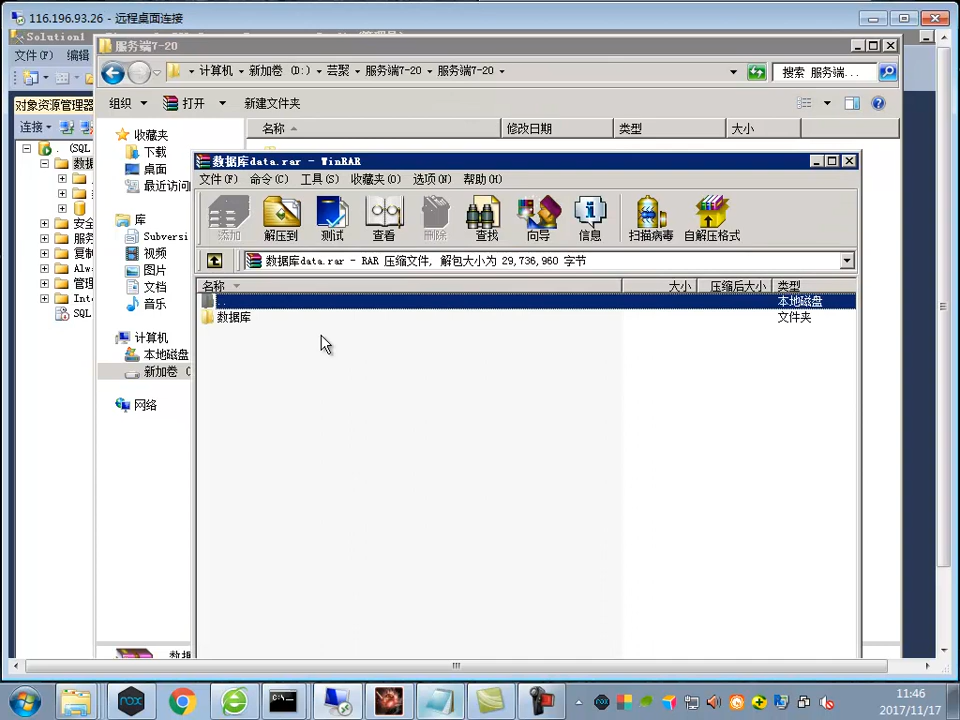 116.196.93.26 - 远程桌面连接
Solution1
文件(F) 编辑
服务端7-20
计算机 新加卷 (D:) 芸聚 服务端7-20 服务端7-20
搜索 服务端...
组织 打开 新建文件夹
对象资源管理器
连接
. (SQL
数据
安全
服务
复制
Alw
管理
Inte
SQL
收藏夹
下载
桌面
最近访问
库
Subversi
视频
图片
文档
音乐
计算机
本地磁盘
新加卷 (
网络
名称 修改日期 类型 大小
数据库data.rar - WinRAR
文件(F) 命令(C) 工具(S) 收藏夹(O) 选项(N) 帮助(H)
添加 解压到 测试 查看 删除 查找 向导 信息 扫描病毒 自解压格式
数据库data.rar - RAR 压缩文件, 解包大小为 29,736,960 字节
名称 大小 压缩后大小 类型
.. 本地磁盘
数据库 文件夹
数据
nox
C:\
11:46
2017/11/17